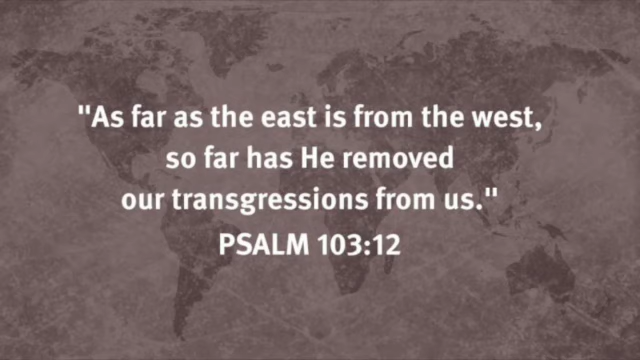 "As far as the east is from the west,
so far has He removed
our transgressions from us."
PSALM 103:12